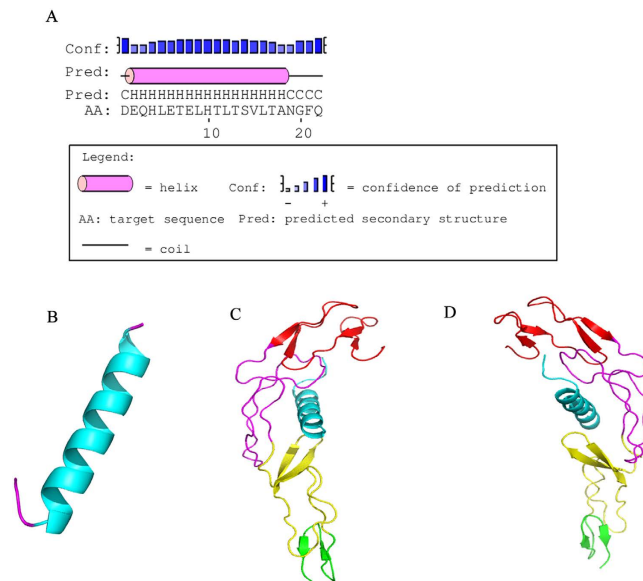 A
Conf:
Pred:
Pred: CHHHHHHHHHHHHHHHHHCCCC
AA: DEQHLETELHTLTSVLTANGFQ
10 20
Legend:
= helix Conf: = confidence of prediction
- +
AA: target sequence Pred: predicted secondary structure
= coil
B
C
D